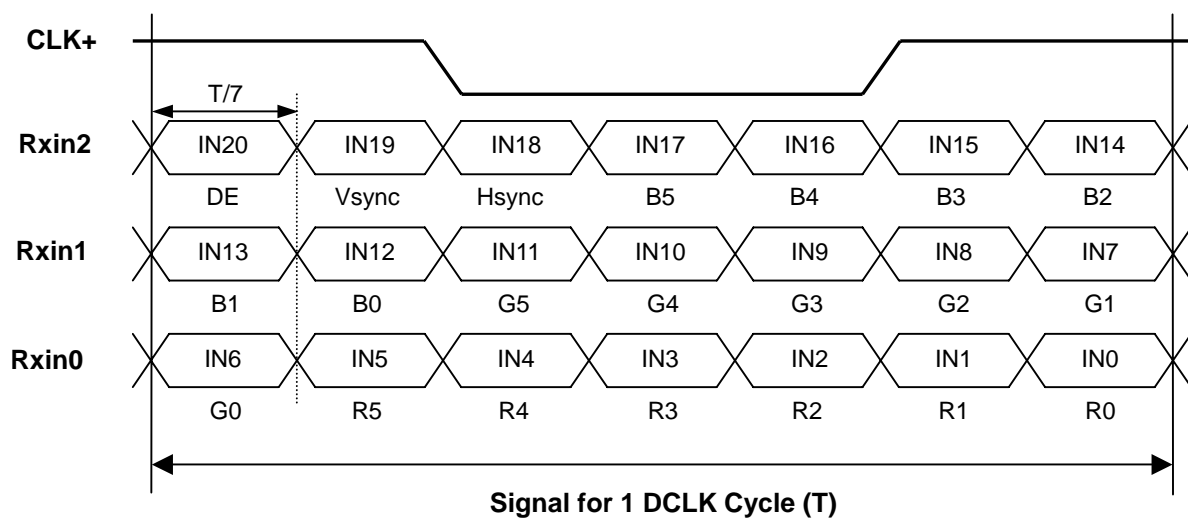 CLK+
T/7
Rxin2 IN20 IN19 IN18 IN17 IN16 IN15 IN14
DE Vsync Hsync B5 B4 B3 B2
Rxin1 IN13 IN12 IN11 IN10 IN9 IN8 IN7
B1 B0 G5 G4 G3 G2 G1
Rxin0 IN6 IN5 IN4 IN3 IN2 IN1 IN0
G0 R5 R4 R3 R2 R1 R0
Signal for 1 DCLK Cycle (T)